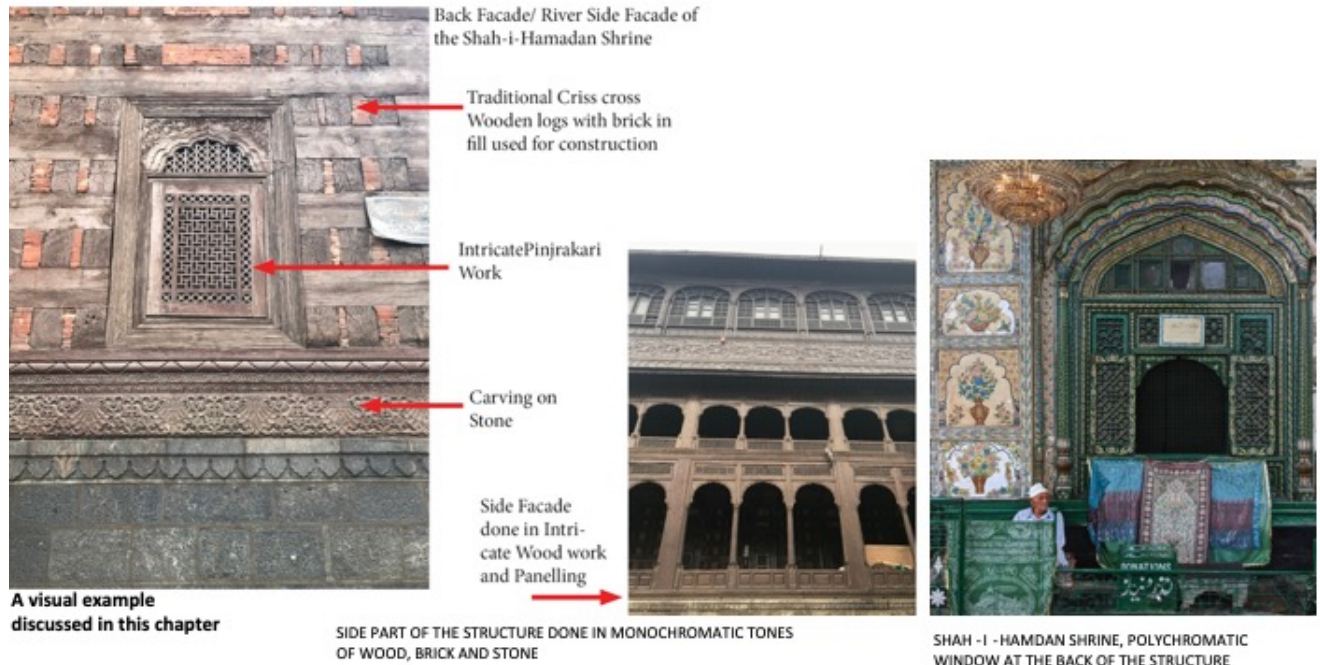 Back Facade/ River Side Facade of
the Shah-i-Hamadan Shrine
Traditional Criss cross
Wooden logs with brick in
fill used for construction
IntricatePinjrakari
Work
Carving on
Stone
Side Facade
done in Intri-
cate Wood work
and Panelling
A visual example
discussed in this chapter
SIDE PART OF THE STRUCTURE DONE IN MONOCHROMATIC TONES
OF WOOD, BRICK AND STONE
DONATIONS
SHAH -I -HAMDAN SHRINE, POLYCHROMATIC
WINDOW AT THE BACK OF THE STRUCTURE